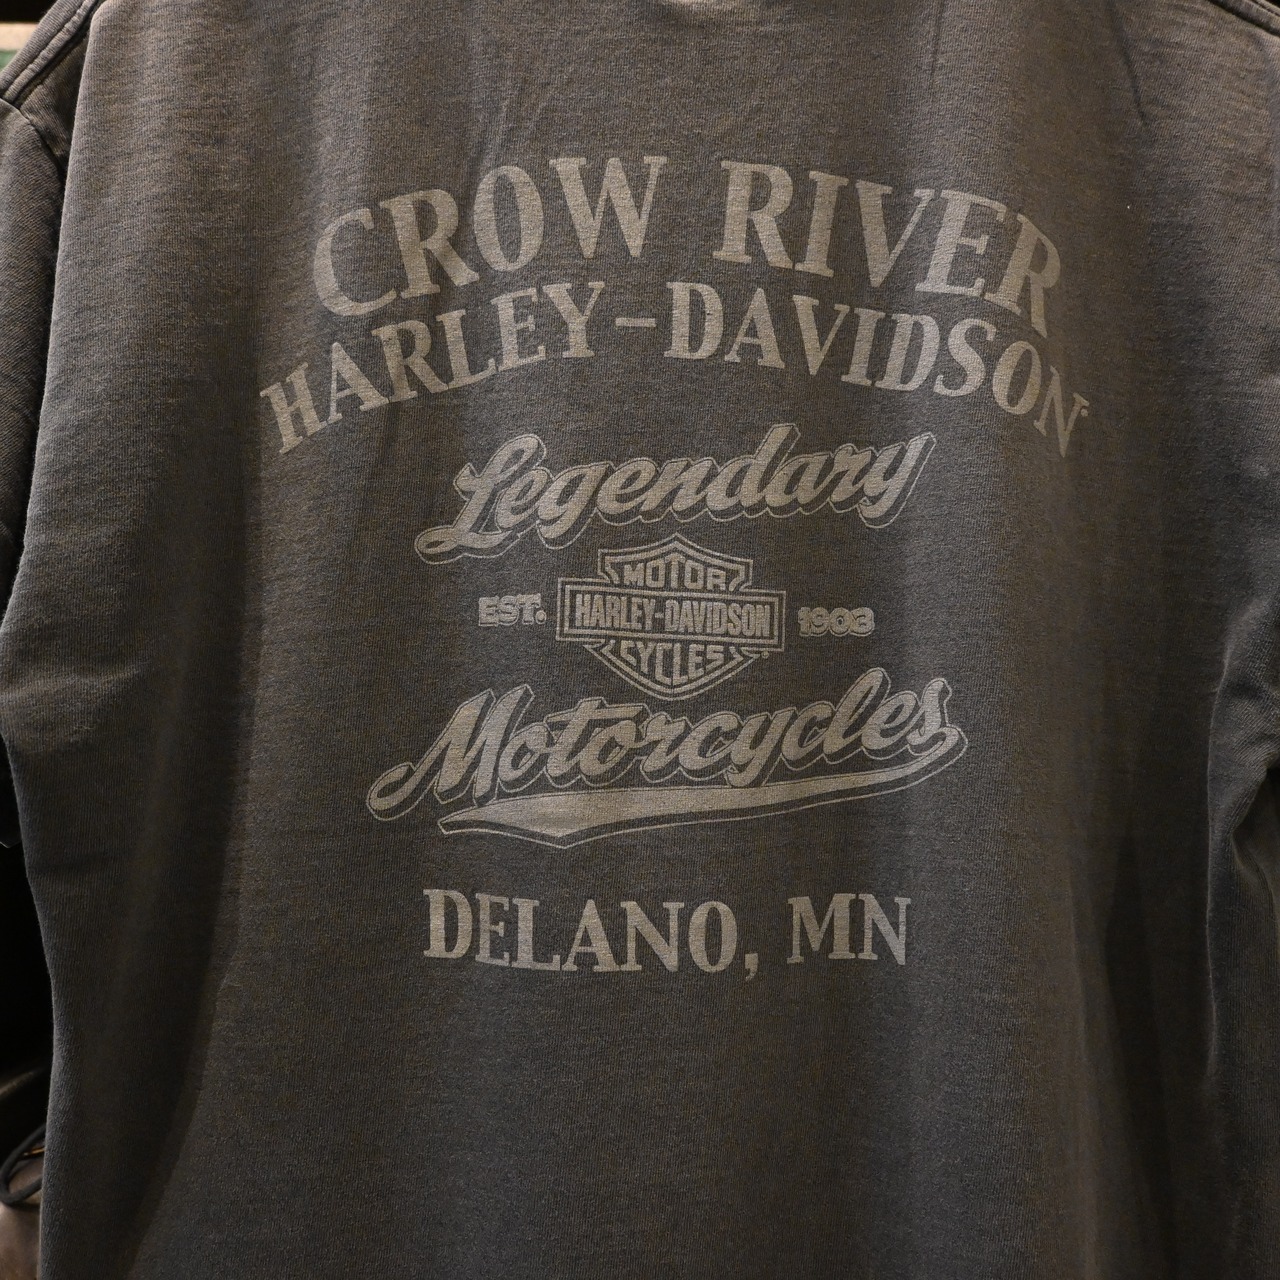 CROW RIVER
HARLEY-DAVIDSON
Legendary
MOTOR
EST. HARLEY-DAVIDSON 1903
CYCLES
Motorcycles
DELANO, MN